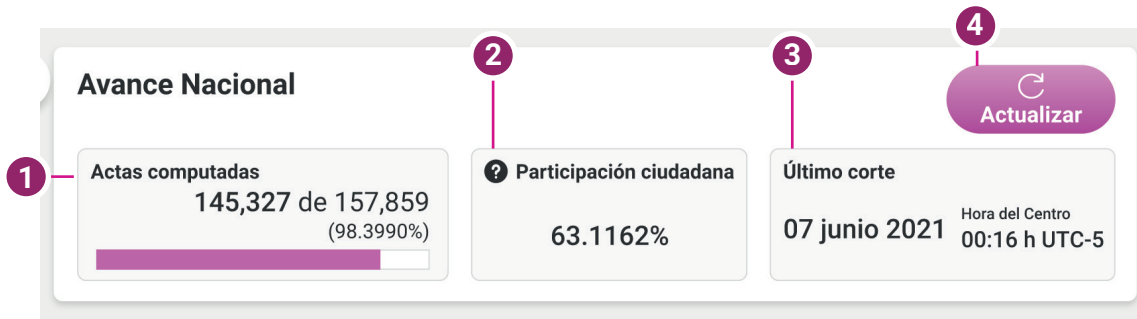 4
2
3
Avance Nacional
Actualizar
1
Actas computadas
145,327 de 157,859
(98.3990%)
? Participación ciudadana
63.1162%
Último corte
07 junio 2021
Hora del Centro
00:16 h UTC-5